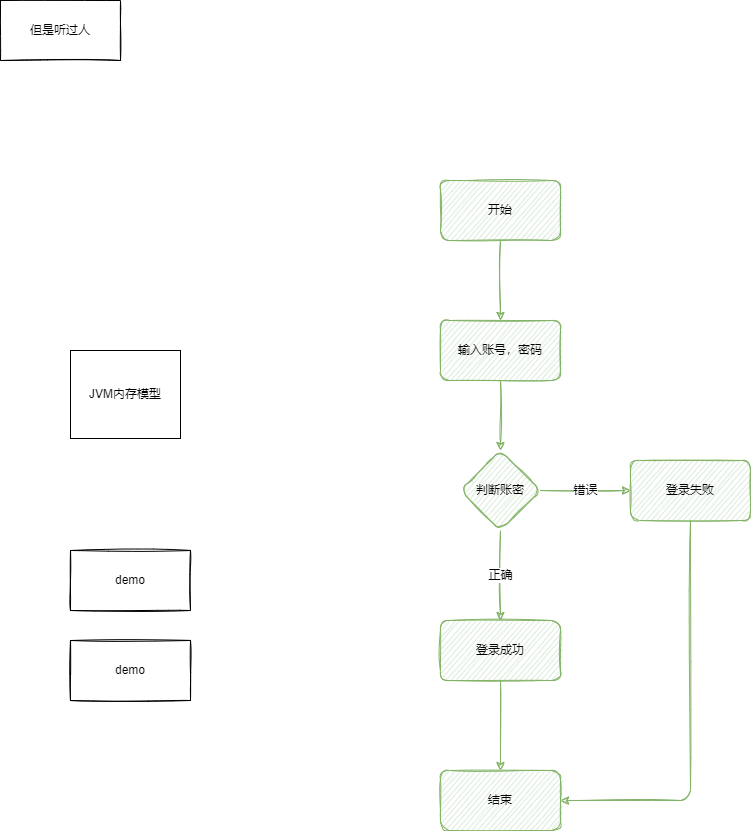 但是听过人
开始
输入账号，密码
JVM内存模型
判断账密
错误
登录失败
正确
demo
登录成功
demo
结束